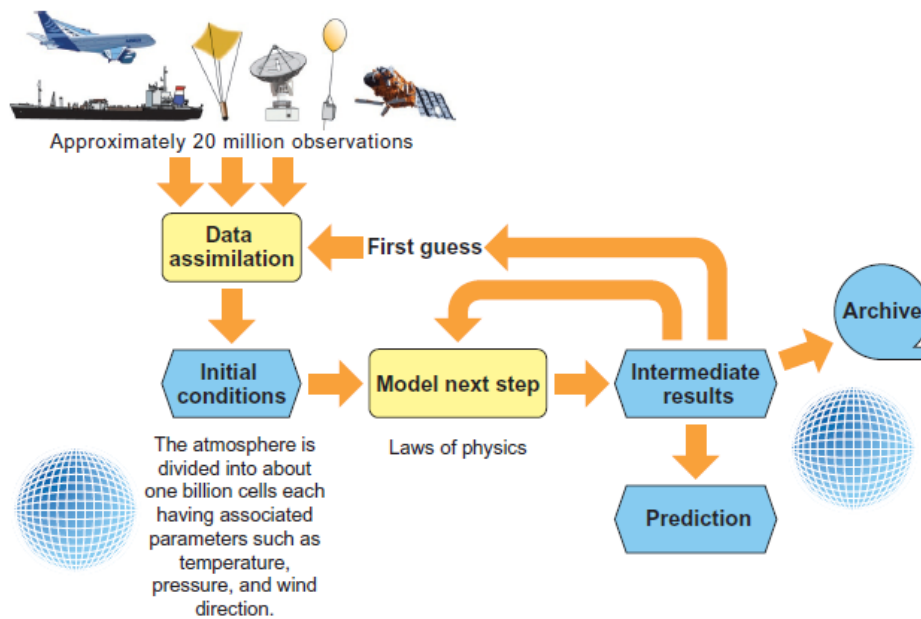 Approximately 20 million observations
Data
assimilation
First guess
Archive
Initial
conditions
Model next step
Intermediate
results
The atmosphere is
divided into about
one billion cells each
having associated
parameters such as
temperature,
pressure, and wind
direction.
Laws of physics
Prediction